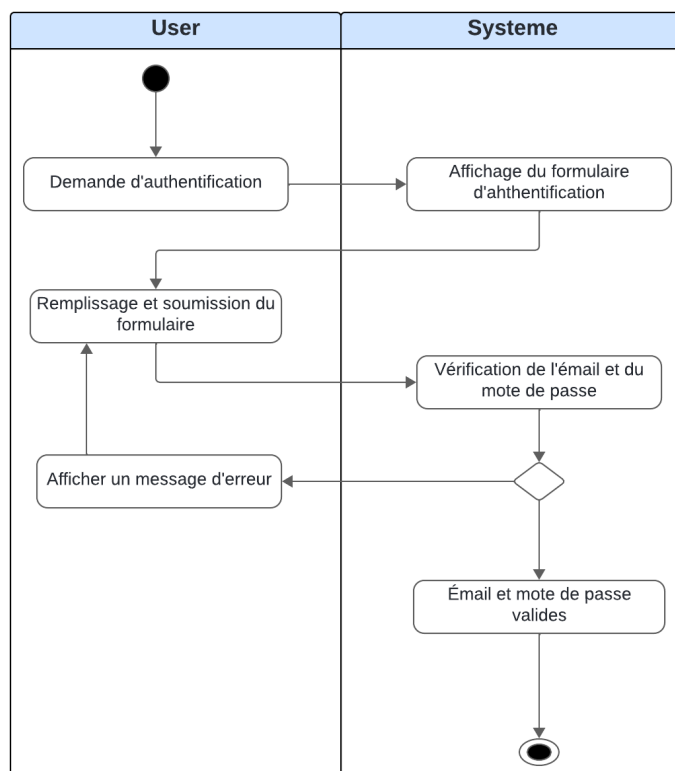 User
Systeme
Demande d'authentification
Affichage du formulaire
d'ahthentification
Remplissage et soumission du
formulaire
Vérification de l'émail et du
mote de passe
Afficher un message d'erreur
Émail et mote de passe
valides